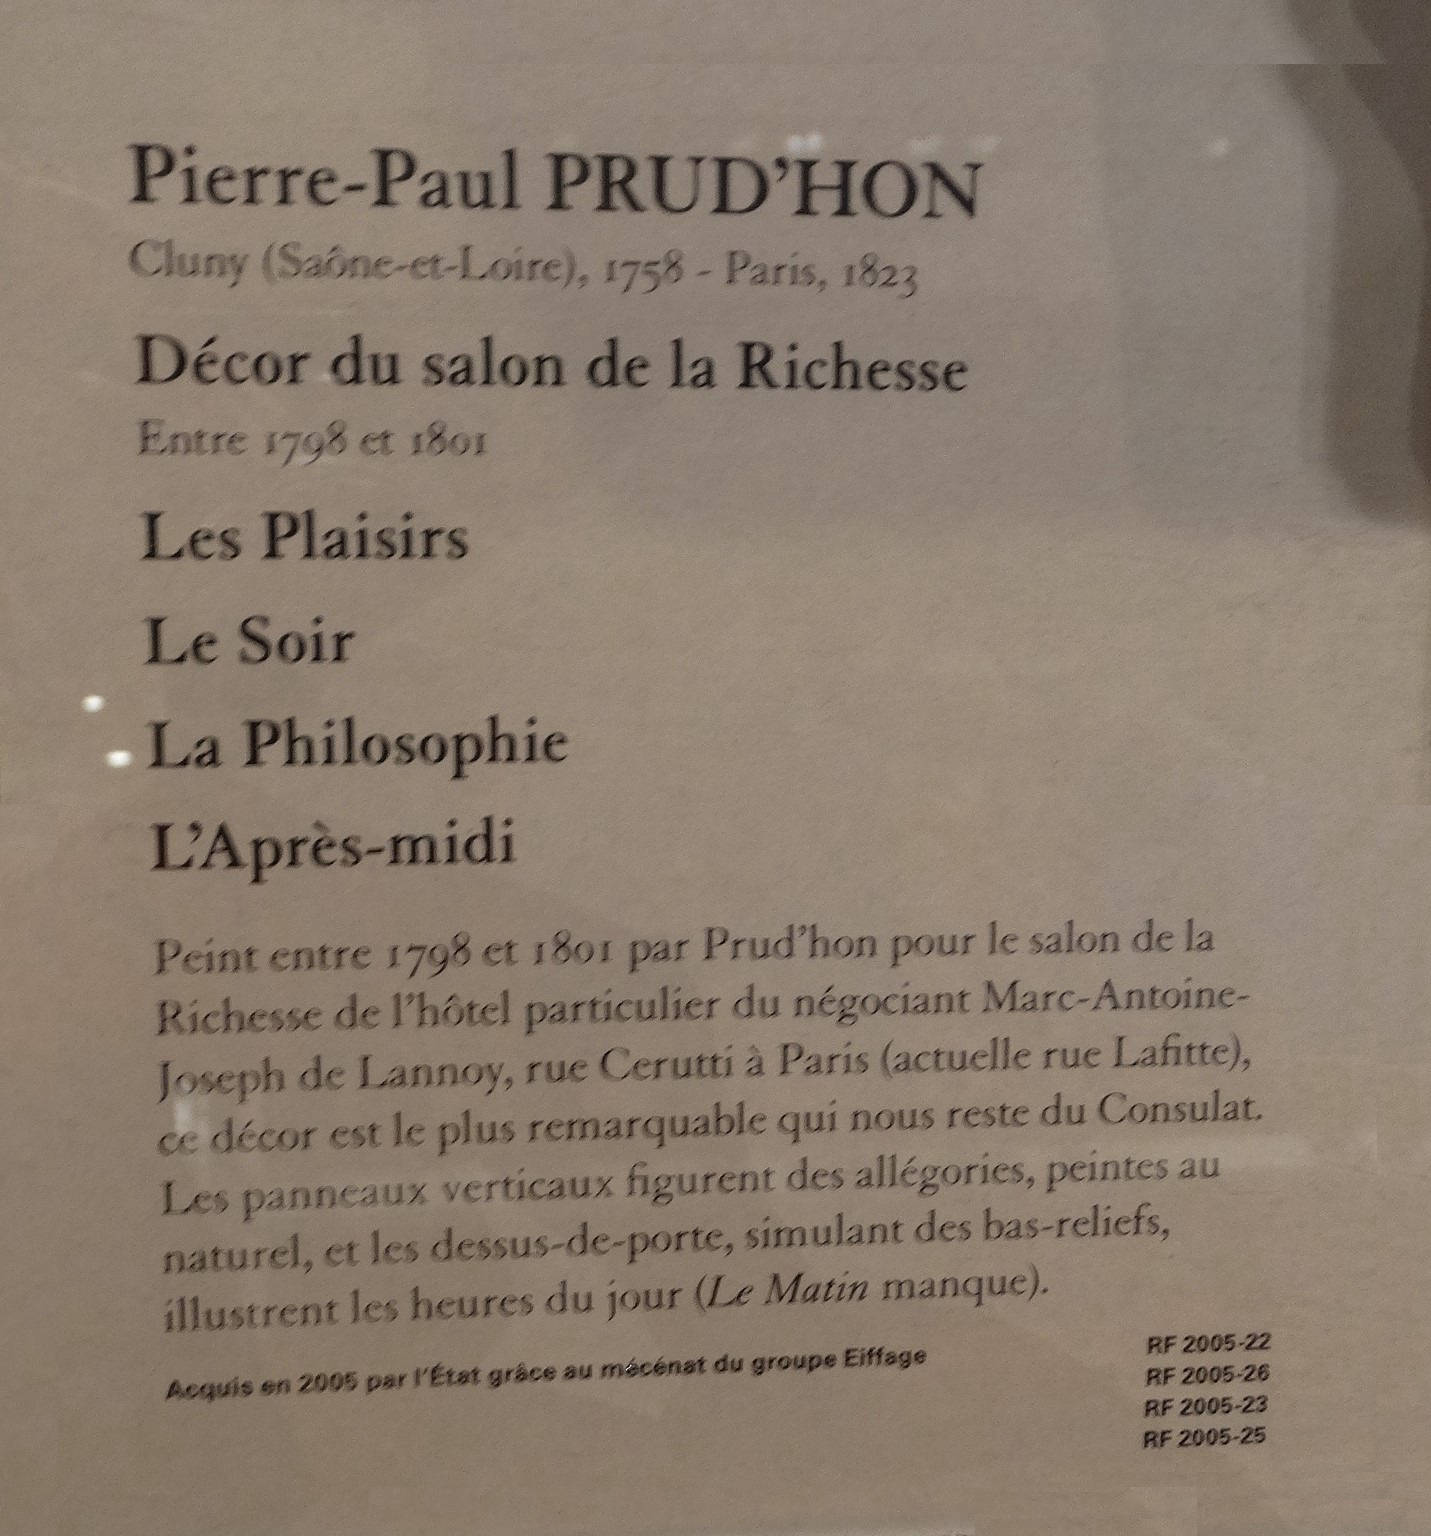 Pierre-Paul PRUD’HON
Cluny (Saône-et-Loire), 1758 - Paris, 1823
Décor du salon de la Richesse
Entre 1798 et 1801
Les Plaisirs
Le Soir
La Philosophie
L’Après-midi
Peint entre 1798 et 1801 par Prud’hon pour le salon de la
Richesse de l’hôtel particulier du négociant Marc-Antoine-
Joseph de Lannoy, rue Cerutti à Paris (actuelle rue Lafitte),
ce décor est le plus remarquable qui nous reste du Consulat.
Les panneaux verticaux figurent des allégories, peintes au
naturel, et les dessus-de-porte, simulant des bas-reliefs,
illustrent les heures du jour (Le Matin manque).
Acquis en 2005 par l’État grâce au mécénat du groupe Eiffage
RF 2005-22
RF 2005-26
RF 2005-23
RF 2005-25